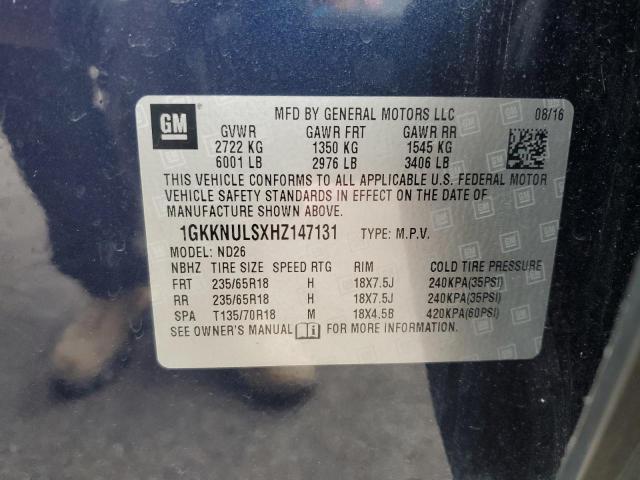 GM
MFD BY GENERAL MOTORS LLC 08/16
GVWR GAWR FRT GAWR RR
2722 KG 1350 KG 1545 KG
6001 LB 2976 LB 3406 LB
THIS VEHICLE CONFORMS TO ALL APPLICABLE U.S. FEDERAL MOTOR
VEHICLE SAFETY STANDARDS IN EFFECT ON THE DATE OF
MANUFACTURE SHOWN ABOVE.
1GKKNULSXHZ147131 TYPE: M.P.V.
MODEL: ND26
NBHZ TIRE SIZE SPEED RTG RIM COLD TIRE PRESSURE
FRT 235/65R18 H 18X7.5J 240KPA(35PSI)
RR 235/65R18 H 18X7.5J 240KPA(35PSI)
SPA T135/70R18 M 18X4.5B 420KPA(60PSI)
SEE OWNER'S MANUAL FOR MORE INFORMATION.